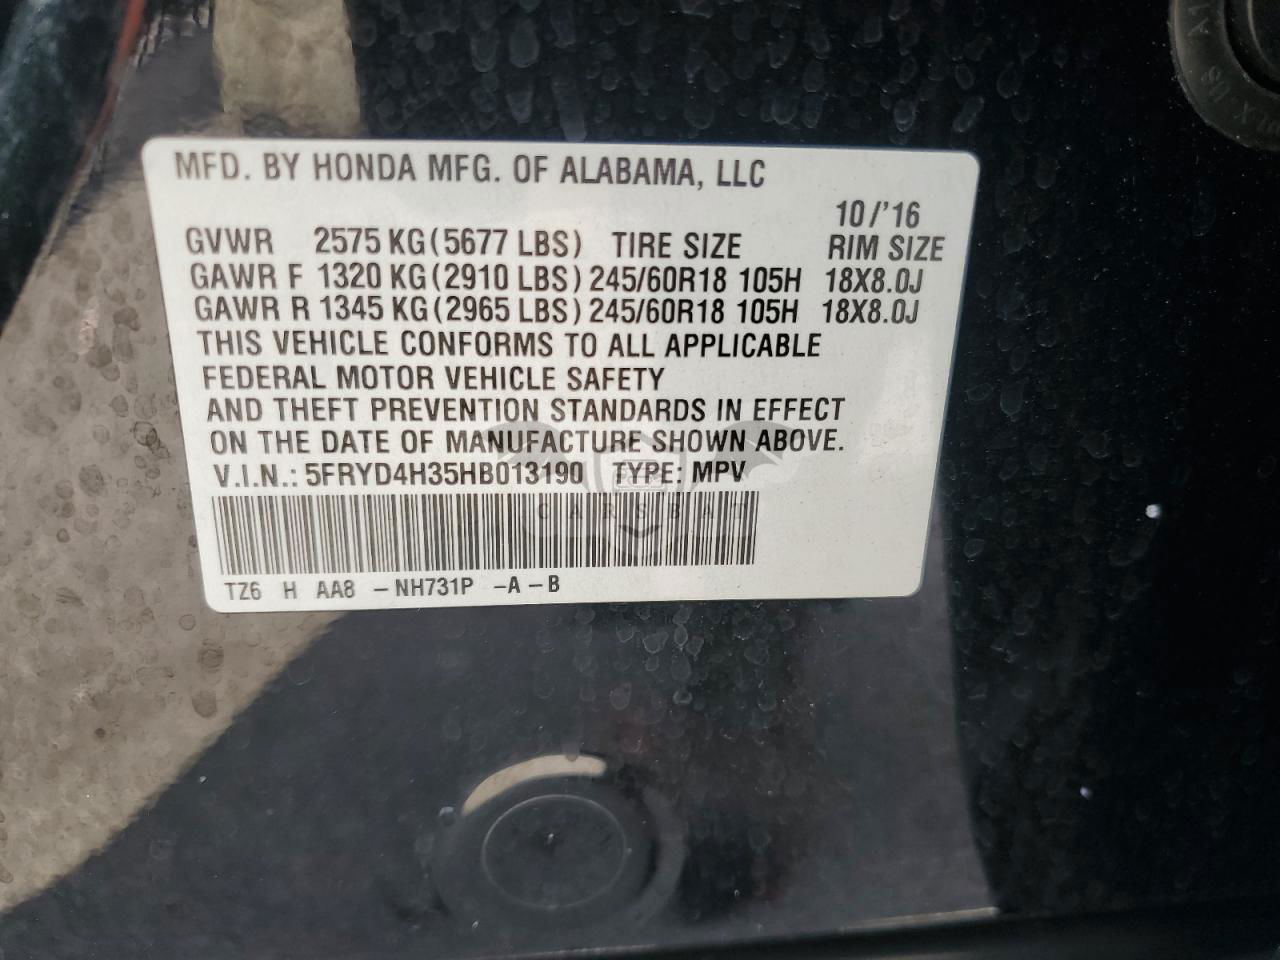 MFD. BY HONDA MFG. OF ALABAMA, LLC
10/'16
GVWR 2575 KG (5677 LBS) TIRE SIZE RIM SIZE
GAWR F 1320 KG (2910 LBS) 245/60R18 105H 18X8.0J
GAWR R 1345 KG (2965 LBS) 245/60R18 105H 18X8.0J
THIS VEHICLE CONFORMS TO ALL APPLICABLE
FEDERAL MOTOR VEHICLE SAFETY
AND THEFT PREVENTION STANDARDS IN EFFECT
ON THE DATE OF MANUFACTURE SHOWN ABOVE.
V.I.N.: 5FRYD4H35HB013190 TYPE: MPV
CARSBAT
TZ6 H AA8 – NH731P -A – B